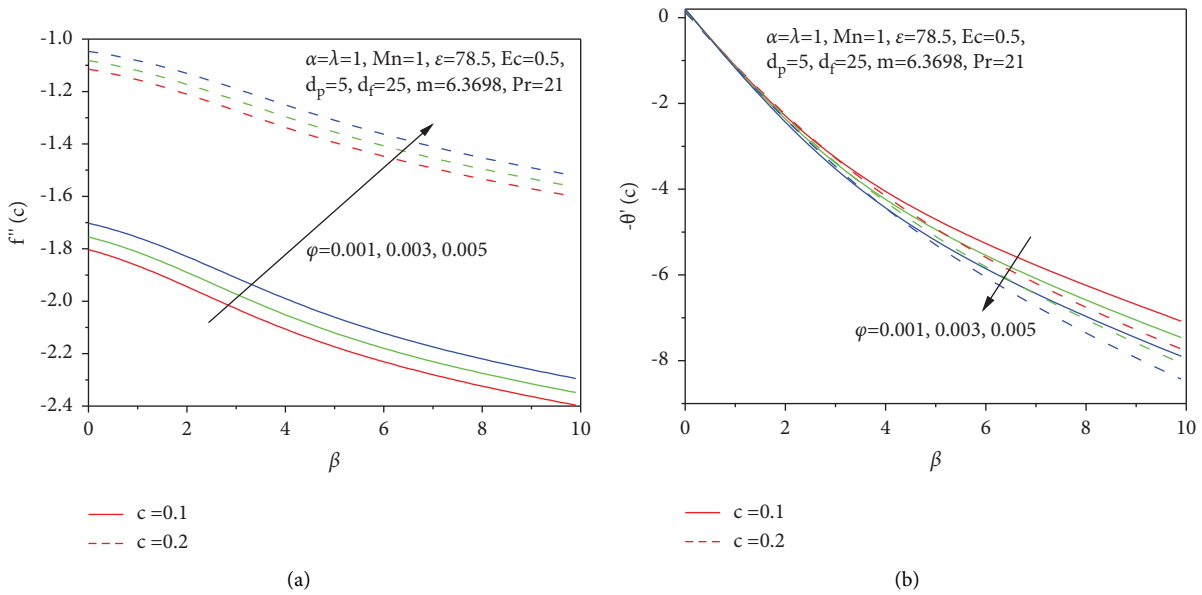 -1.0
-1.2
-1.4
-1.6
-1.8
-2.0
-2.2
-2.4
f'' (c)
α=λ=1, Mn=1, ε=78.5, Ec=0.5,
dp=5, df=25, m=6.3698, Pr=21
φ=0.001, 0.003, 0.005
0 2 4 6 8 10
β
c =0.1
c =0.2
(a)
0
-2
-4
-6
-8
-θ' (c)
α=λ=1, Mn=1, ε=78.5, Ec=0.5,
dp=5, df=25, m=6.3698, Pr=21
φ=0.001, 0.003, 0.005
0 2 4 6 8 10
β
c =0.1
c =0.2
(b)